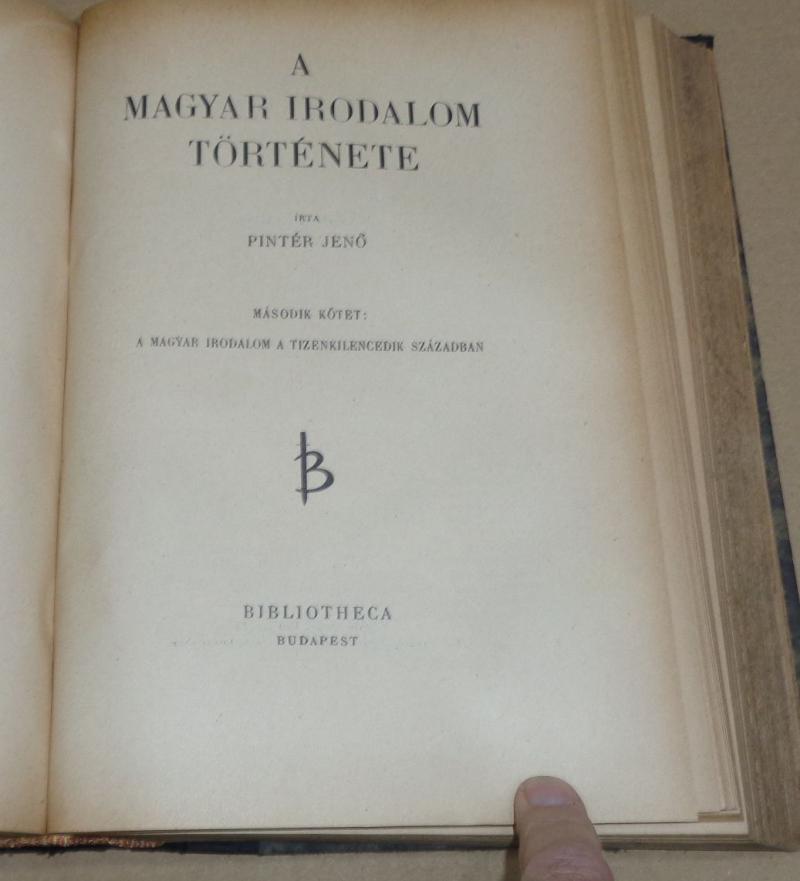 A
MAGYAR IRODALOM
TÖRTÉNETE
ÍRTA
PINTÉR JENŐ
MÁSODIK KÖTET:
A MAGYAR IRODALOM A TIZENKILENCEDIK SZÁZADBAN
B
BIBLIOTHECA
BUDAPEST